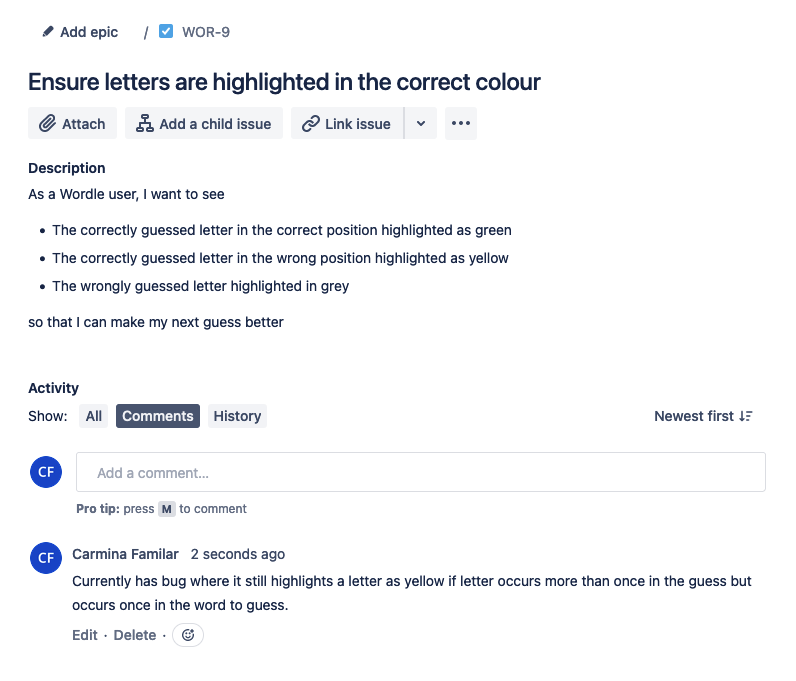 Add epic / WOR-9
Ensure letters are highlighted in the correct colour
Attach Add a child issue Link issue
Description
As a Wordle user, I want to see
• The correctly guessed letter in the correct position highlighted as green
• The correctly guessed letter in the wrong position highlighted as yellow
• The wrongly guessed letter highlighted in grey
so that I can make my next guess better
Activity
Show: All Comments History Newest first
CF Add a comment...
Pro tip: press M to comment
CF Carmina Familar 2 seconds ago
Currently has bug where it still highlights a letter as yellow if letter occurs more than once in the guess but
occurs once in the word to guess.
Edit · Delete ·